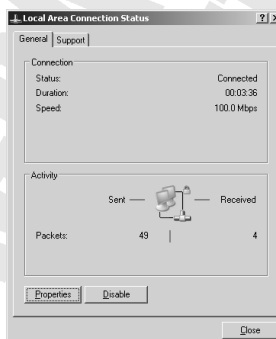 Local Area Connection Status
General Support
Connection
Status: Connected
Duration: 00:03:36
Speed: 100.0 Mbps
Activity
Sent — — Received
Packets: 49 | 4
Properties Disable
Close